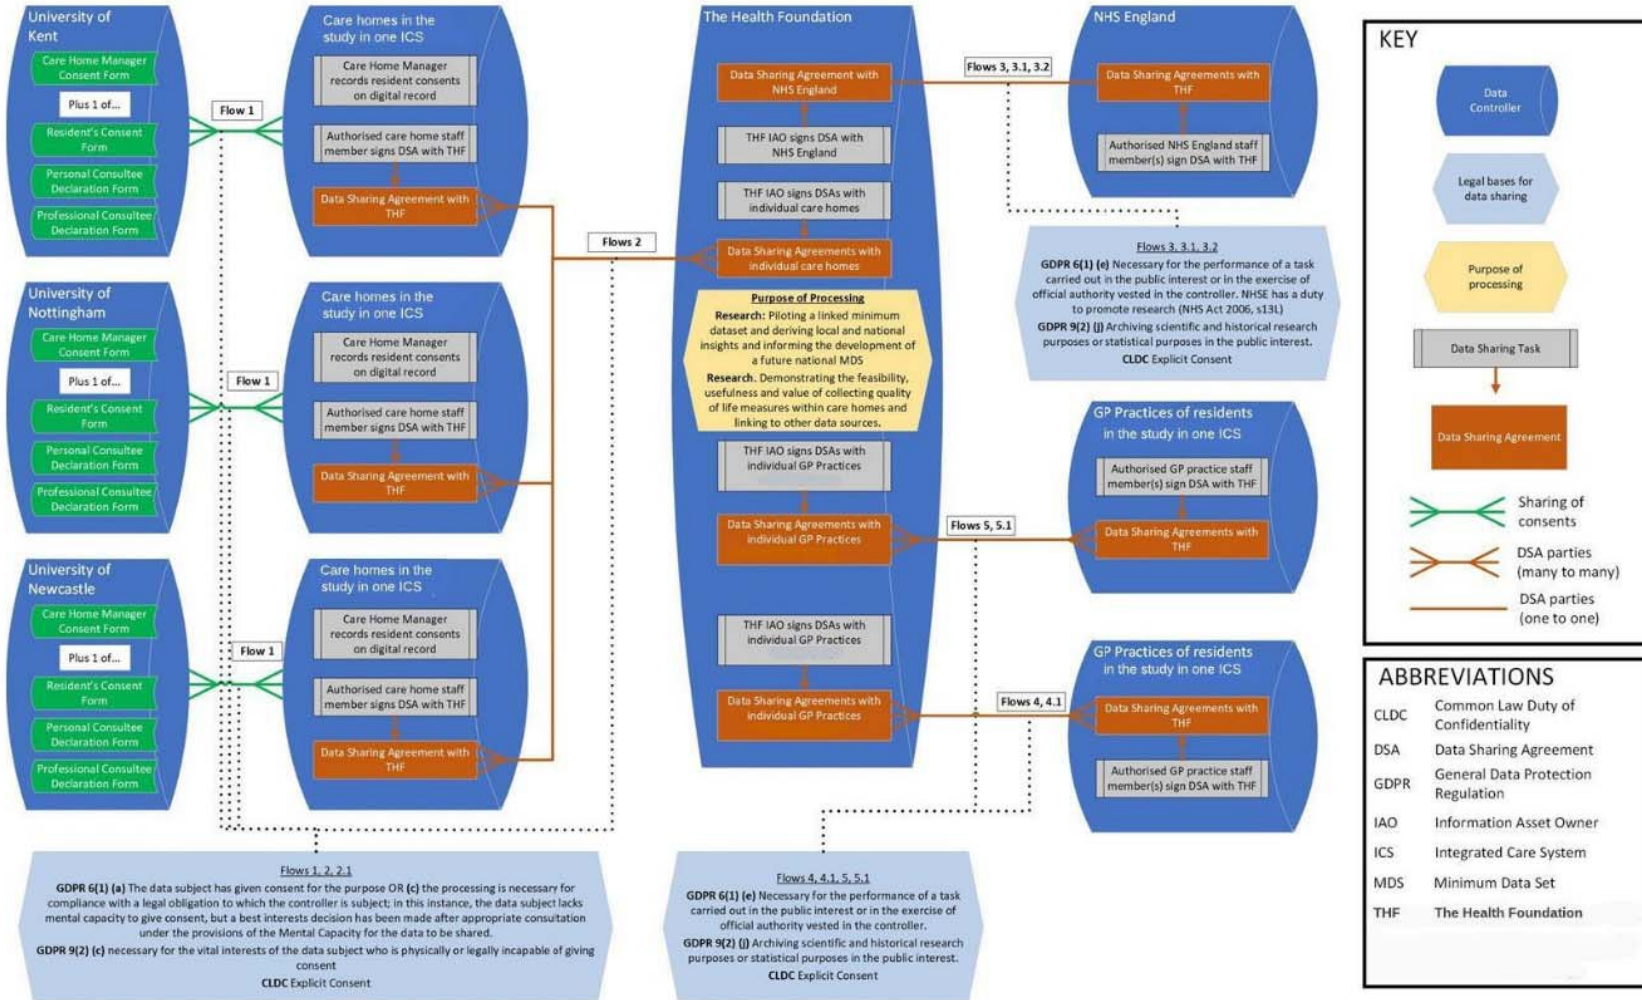 University of
Kent
Care Home Manager
Consent Form
Plus 1 of...
Resident's Consent
Form
Personal Consultee
Declaration Form
Professional Consultee
Declaration Form
Flow 1
Care homes in the
study in one ICS
Care Home Manager
records resident consents
on digital record
Authorised care home staff
member signs DSA with THF
Data Sharing Agreement with
THF
University of
Nottingham
Care Home Manager
Consent Form
Plus 1 of...
Resident's Consent
Form
Personal Consultee
Declaration Form
Professional Consultee
Declaration Form
Flow 1
Care homes in the
study in one ICS
Care Home Manager
records resident consents
on digital record
Authorised care home staff
member signs DSA with THF
Data Sharing Agreement with
THF
University of
Newcastle
Care Home Manager
Consent Form
Plus 1 of...
Resident's Consent
Form
Personal Consultee
Declaration Form
Professional Consultee
Declaration Form
Flow 1
Care homes in the
study in one ICS
Care Home Manager
records resident consents
on digital record
Authorised care home staff
member signs DSA with THF
Data Sharing Agreement with
THF
Flows 2
Flows 1, 2, 2.1
GDPR 6(1) (a) The data subject has given consent for the purpose OR (c) the processing is necessary for
compliance with a legal obligation to which the controller is subject; in this instance, the data subject lacks
mental capacity to give consent, but a best interests decision has been made after appropriate consultation
under the provisions of the Mental Capacity for the data to be shared.
GDPR 9(2) (c) necessary for the vital interests of the data subject who is physically or legally incapable of giving
consent
CLDC Explicit Consent
The Health Foundation
Data Sharing Agreement with
NHS England
THF IAO signs DSA with
NHS England
THF IAO signs DSAs with
individual care homes
Data Sharing Agreements with
individual care homes
Purpose of Processing
Research: Piloting a linked minimum
dataset and deriving local and national
insights and informing the development of
a future national MDS
Research. Demonstrating the feasibility,
usefulness and value of collecting quality
of life measures within care homes and
linking to other data sources.
THF IAO signs DSAs with
individual GP Practices
Data Sharing Agreements with
individual GP Practices
THF IAO signs DSAs with
individual GP Practices
Data Sharing Agreements with
individual GP Practices
Flows 3, 3.1, 3.2
NHS England
Data Sharing Agreements with
THF
Authorised NHS England staff
member(s) sign DSA with THF
Flows 3, 3.1, 3.2
GDPR 6(1) (e) Necessary for the performance of a task
carried out in the public interest or in the exercise of
official authority vested in the controller. NHSE has a duty
to promote research (NHS Act 2006, s13L)
GDPR 9(2) (j) Archiving scientific and historical research
purposes or statistical purposes in the public interest.
CLDC Explicit Consent
Flows 5, 5.1
GP Practices of residents
in the study in one ICS
Authorised GP practice staff
member(s) sign DSA with THF
Data Sharing Agreements with
THF
Flows 4, 4.1
GP Practices of residents
in the study in one ICS
Data Sharing Agreements with
THF
Authorised GP practice staff
member(s) sign DSA with THF
Flows 4, 4.1, 5, 5.1
GDPR 6(1) (e) Necessary for the performance of a task
carried out in the public interest or in the exercise of
official authority vested in the controller.
GDPR 9(2) (j) Archiving scientific and historical research
purposes or statistical purposes in the public interest.
CLDC Explicit Consent
KEY
Data
Controller
Legal bases for
data sharing
Purpose of
processing
Data Sharing Task
Data Sharing Agreement
Sharing of
consents
DSA parties
(many to many)
DSA parties
(one to one)
ABBREVIATIONS
CLDC Common Law Duty of
Confidentiality
DSA Data Sharing Agreement
GDPR General Data Protection
Regulation
IAO Information Asset Owner
ICS Integrated Care System
MDS Minimum Data Set
THF The Health Foundation